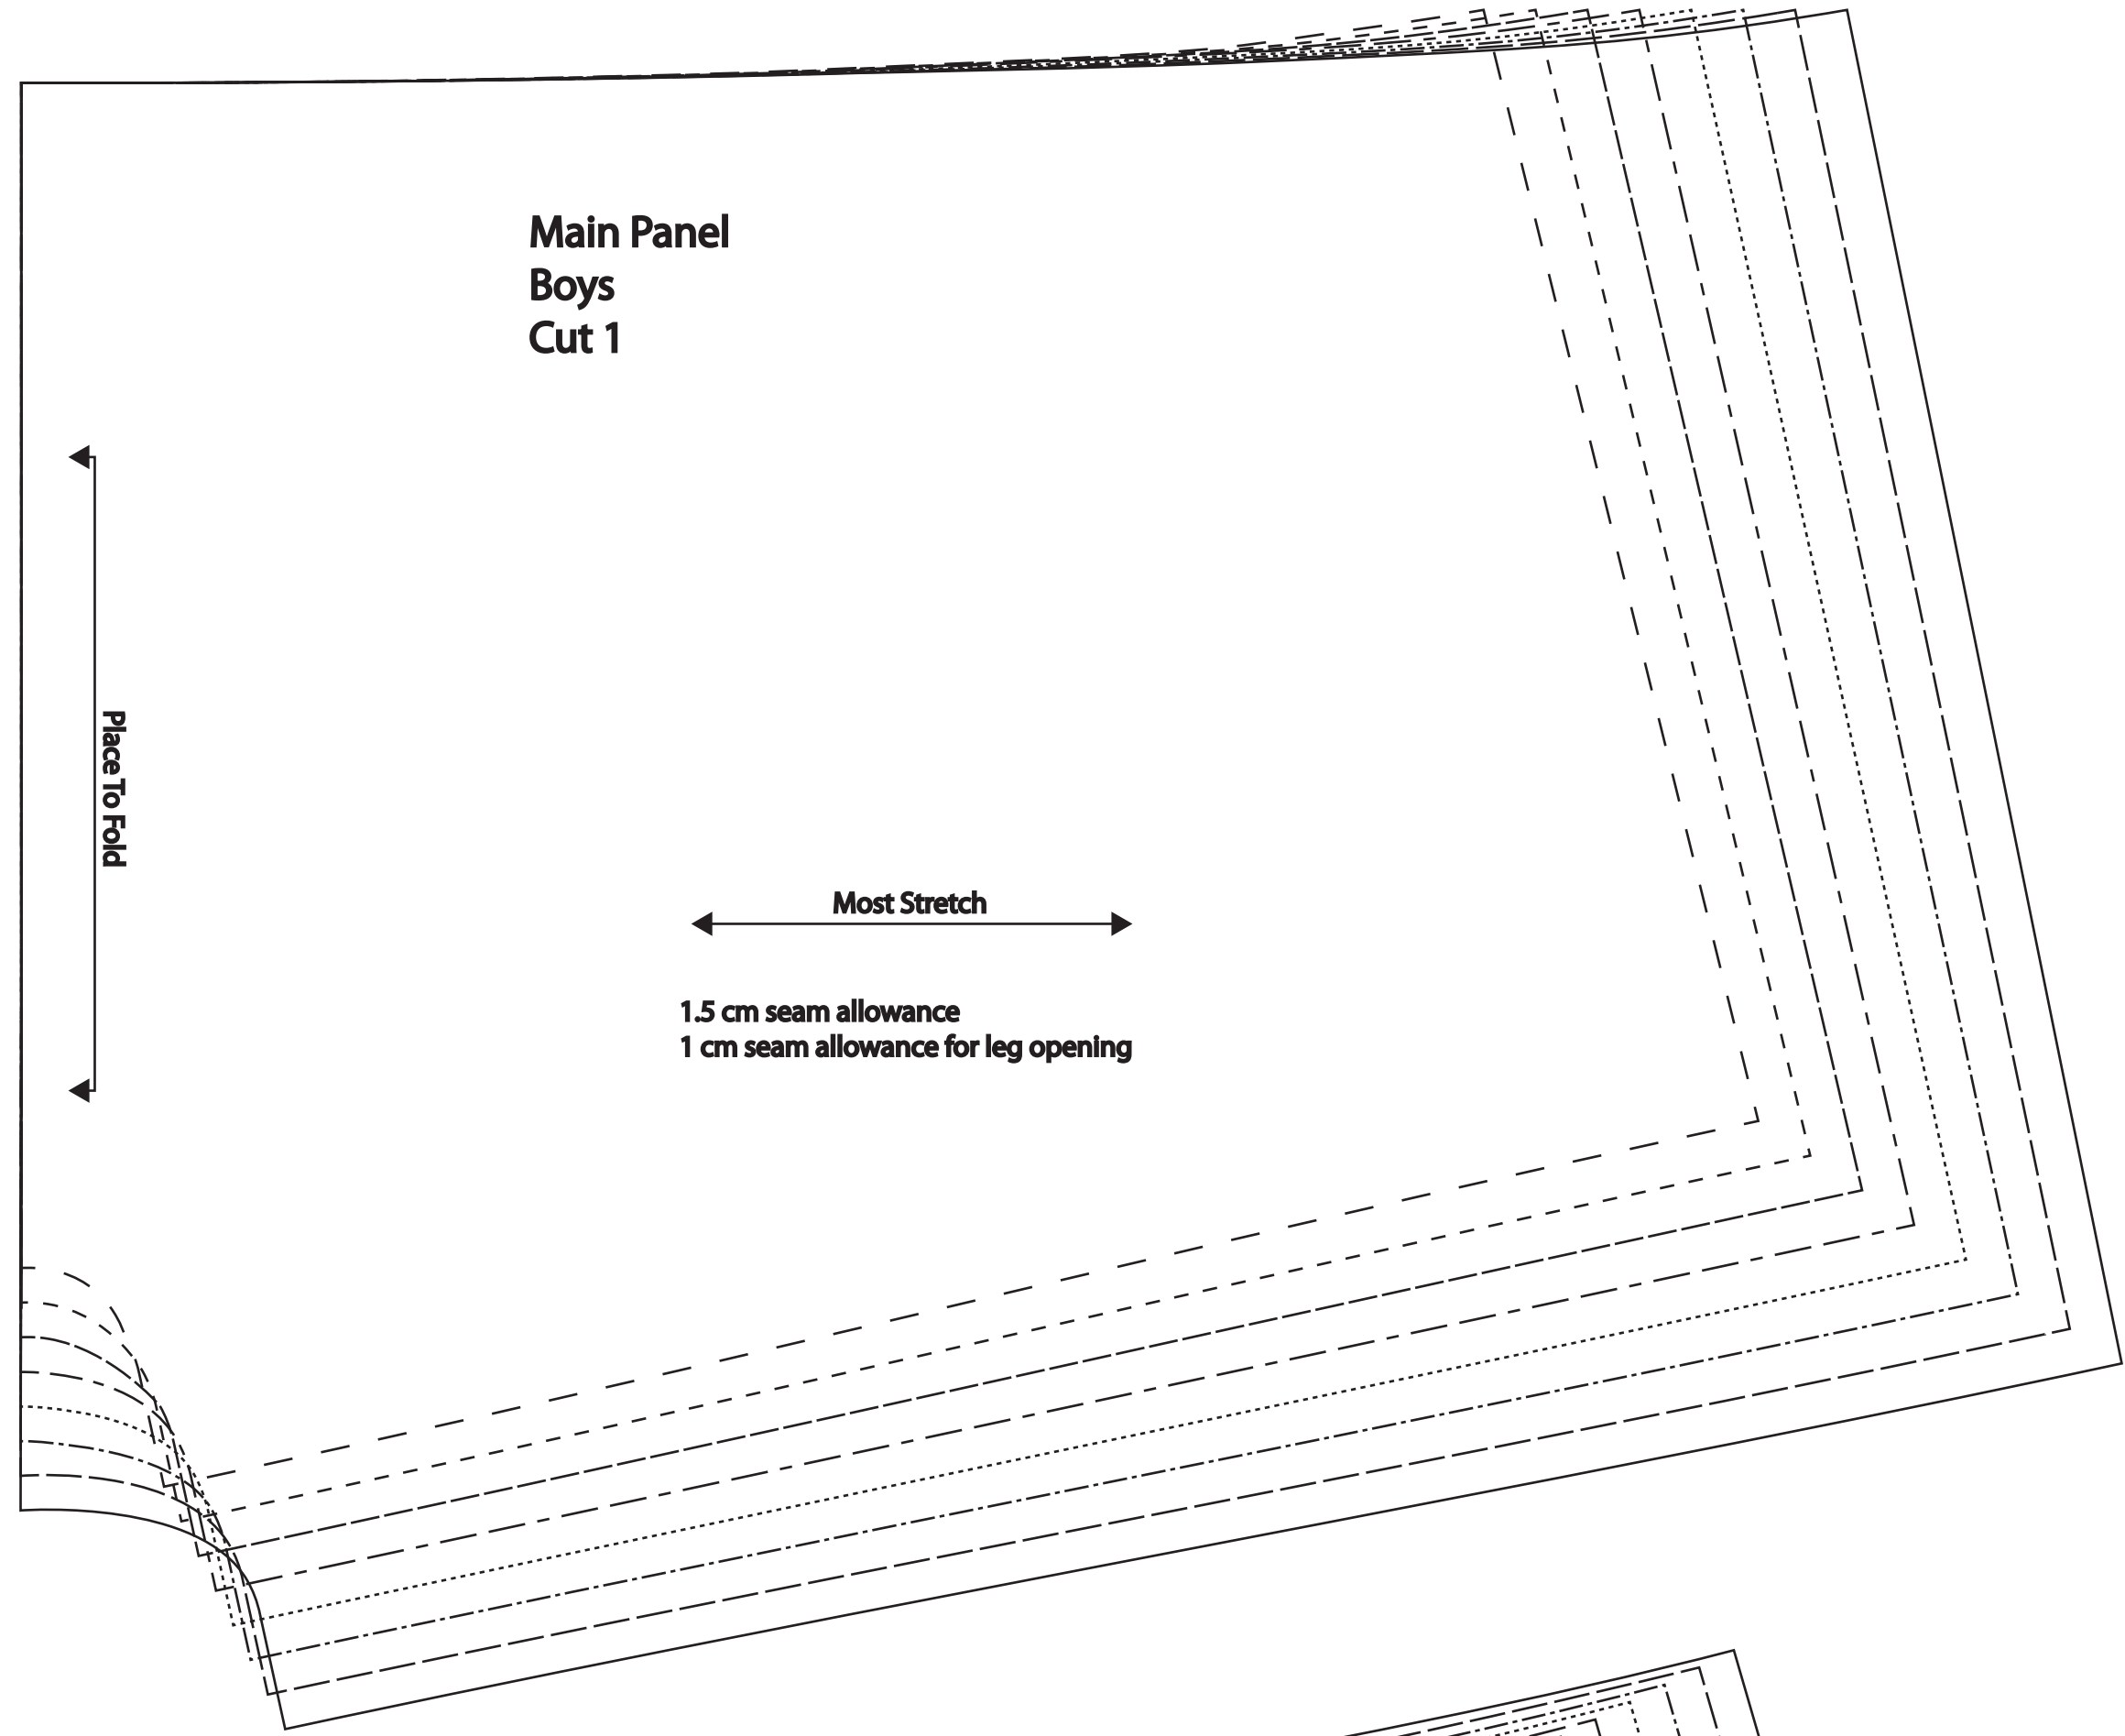 Main Panel
Boys
Cut 1
Place To Fold
Most Stretch
1.5 cm seam allowance
1 cm seam allowance for leg opening